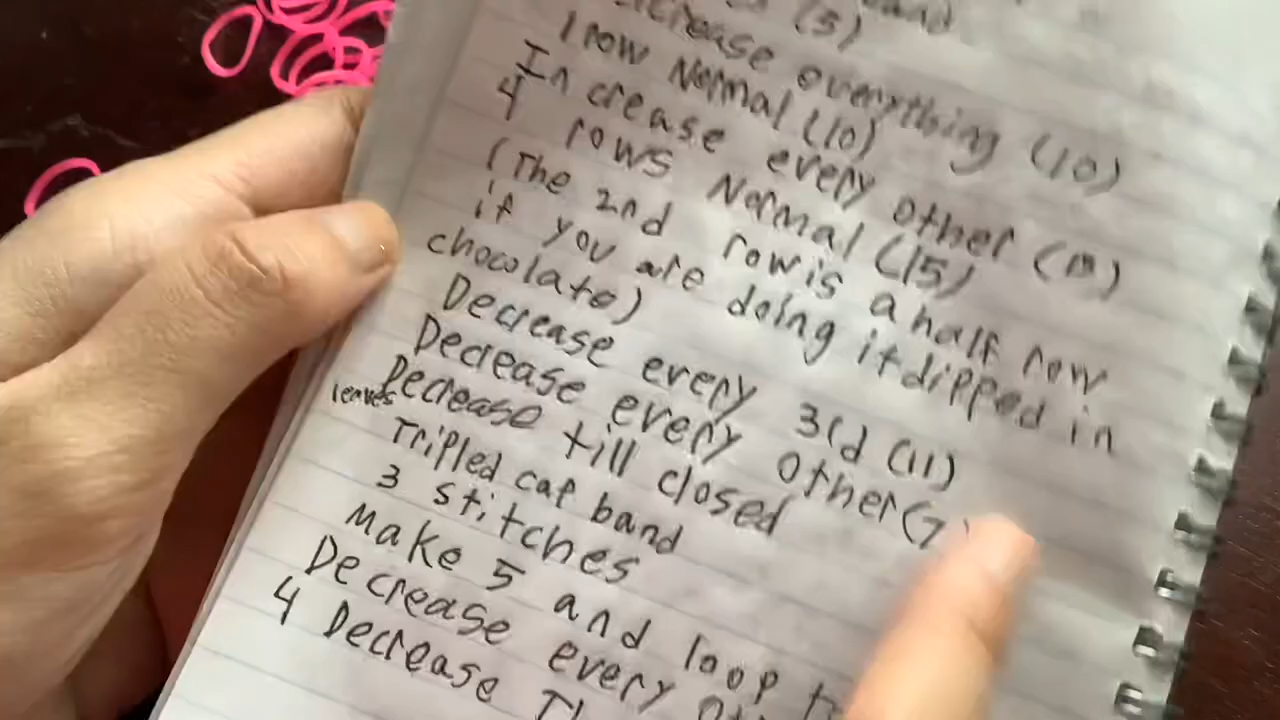 (5)
Increase everything (10)
1 row Normal (10)
Increase every other (15)
4 rows Normal (15)
(The 2nd row is a half row
if you are doing it dipped in
chocolate)
Decrease every 3rd (11)
Decrease every other (7)
Decrease till closed
leaves
Tripled cap band
3 stitches
Make 5 and loop
Decrease every
4 Decrease